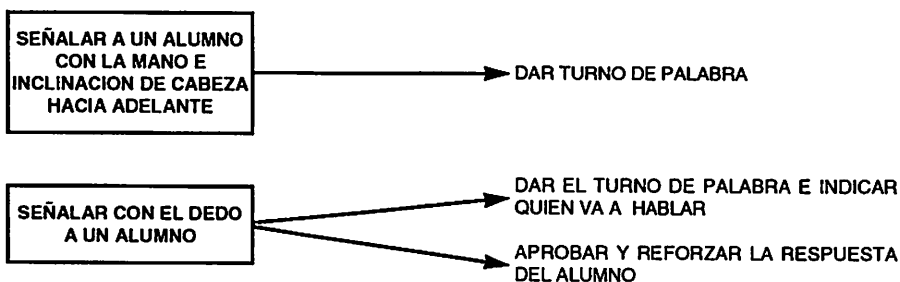 SEÑALAR A UN ALUMNO
CON LA MANO E
INCLINACION DE CABEZA
HACIA ADELANTE
DAR TURNO DE PALABRA
SEÑALAR CON EL DEDO
A UN ALUMNO
DAR EL TURNO DE PALABRA E INDICAR
QUIEN VA A HABLAR
APROBAR Y REFORZAR LA RESPUESTA
DEL ALUMNO